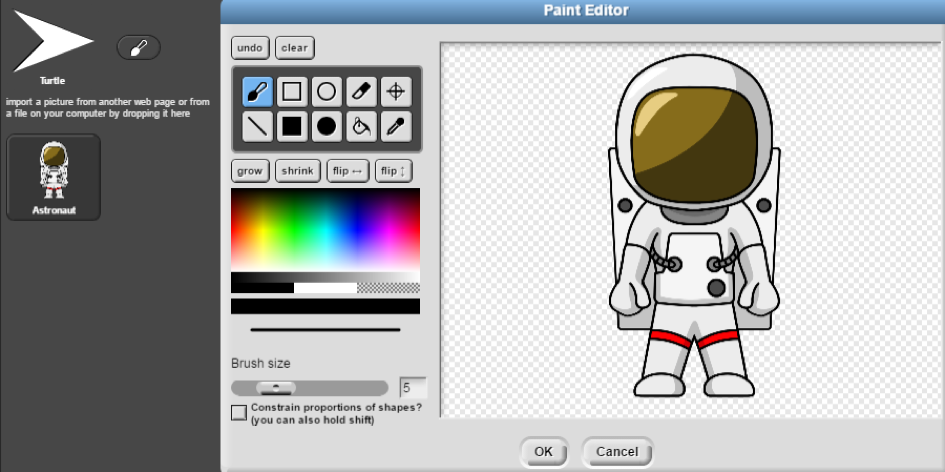 Paint Editor
Turtle
import a picture from another web page or from
a file on your computer by dropping it here
Astronaut
undo clear
grow shrink flip ↔ flip ↕
Brush size
5
Constrain proportions of shapes?
(you can also hold shift)
OK Cancel